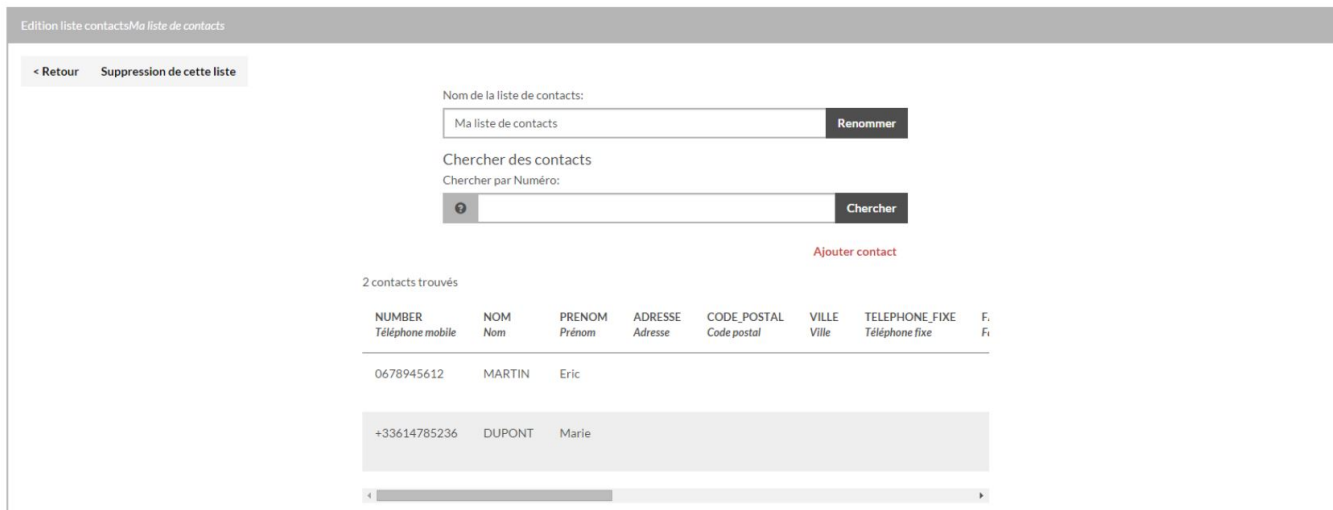 Edition liste contactsMa liste de contacts
< Retour Suppression de cette liste
Nom de la liste de contacts:
Ma liste de contacts Renommer
Chercher des contacts
Chercher par Numéro:
Chercher
Ajouter contact
2 contacts trouvés
NUMBER NOM PRENOM ADRESSE CODE_POSTAL VILLE TELEPHONE_FIXE
Téléphone mobile Nom Prénom Adresse Code postal Ville Téléphone fixe
0678945612 MARTIN Eric
+33614785236 DUPONT Marie